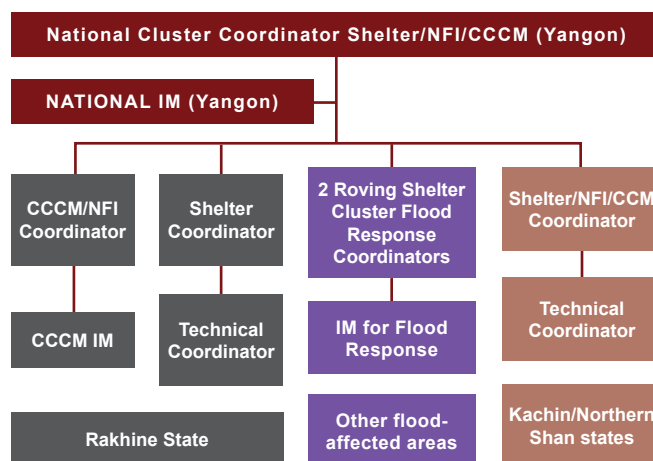 National Cluster Coordinator Shelter/NFI/CCCM (Yangon)
NATIONAL IM (Yangon)
CCCM/NFI
Coordinator
Shelter
Coordinator
2 Roving Shelter
Cluster Flood
Response
Coordinators
Shelter/NFI/CCM
Coordinator
CCCM IM
Technical
Coordinator
IM for Flood
Response
Technical
Coordinator
Rakhine State
Other flood-
affected areas
Kachin/Northern
Shan states